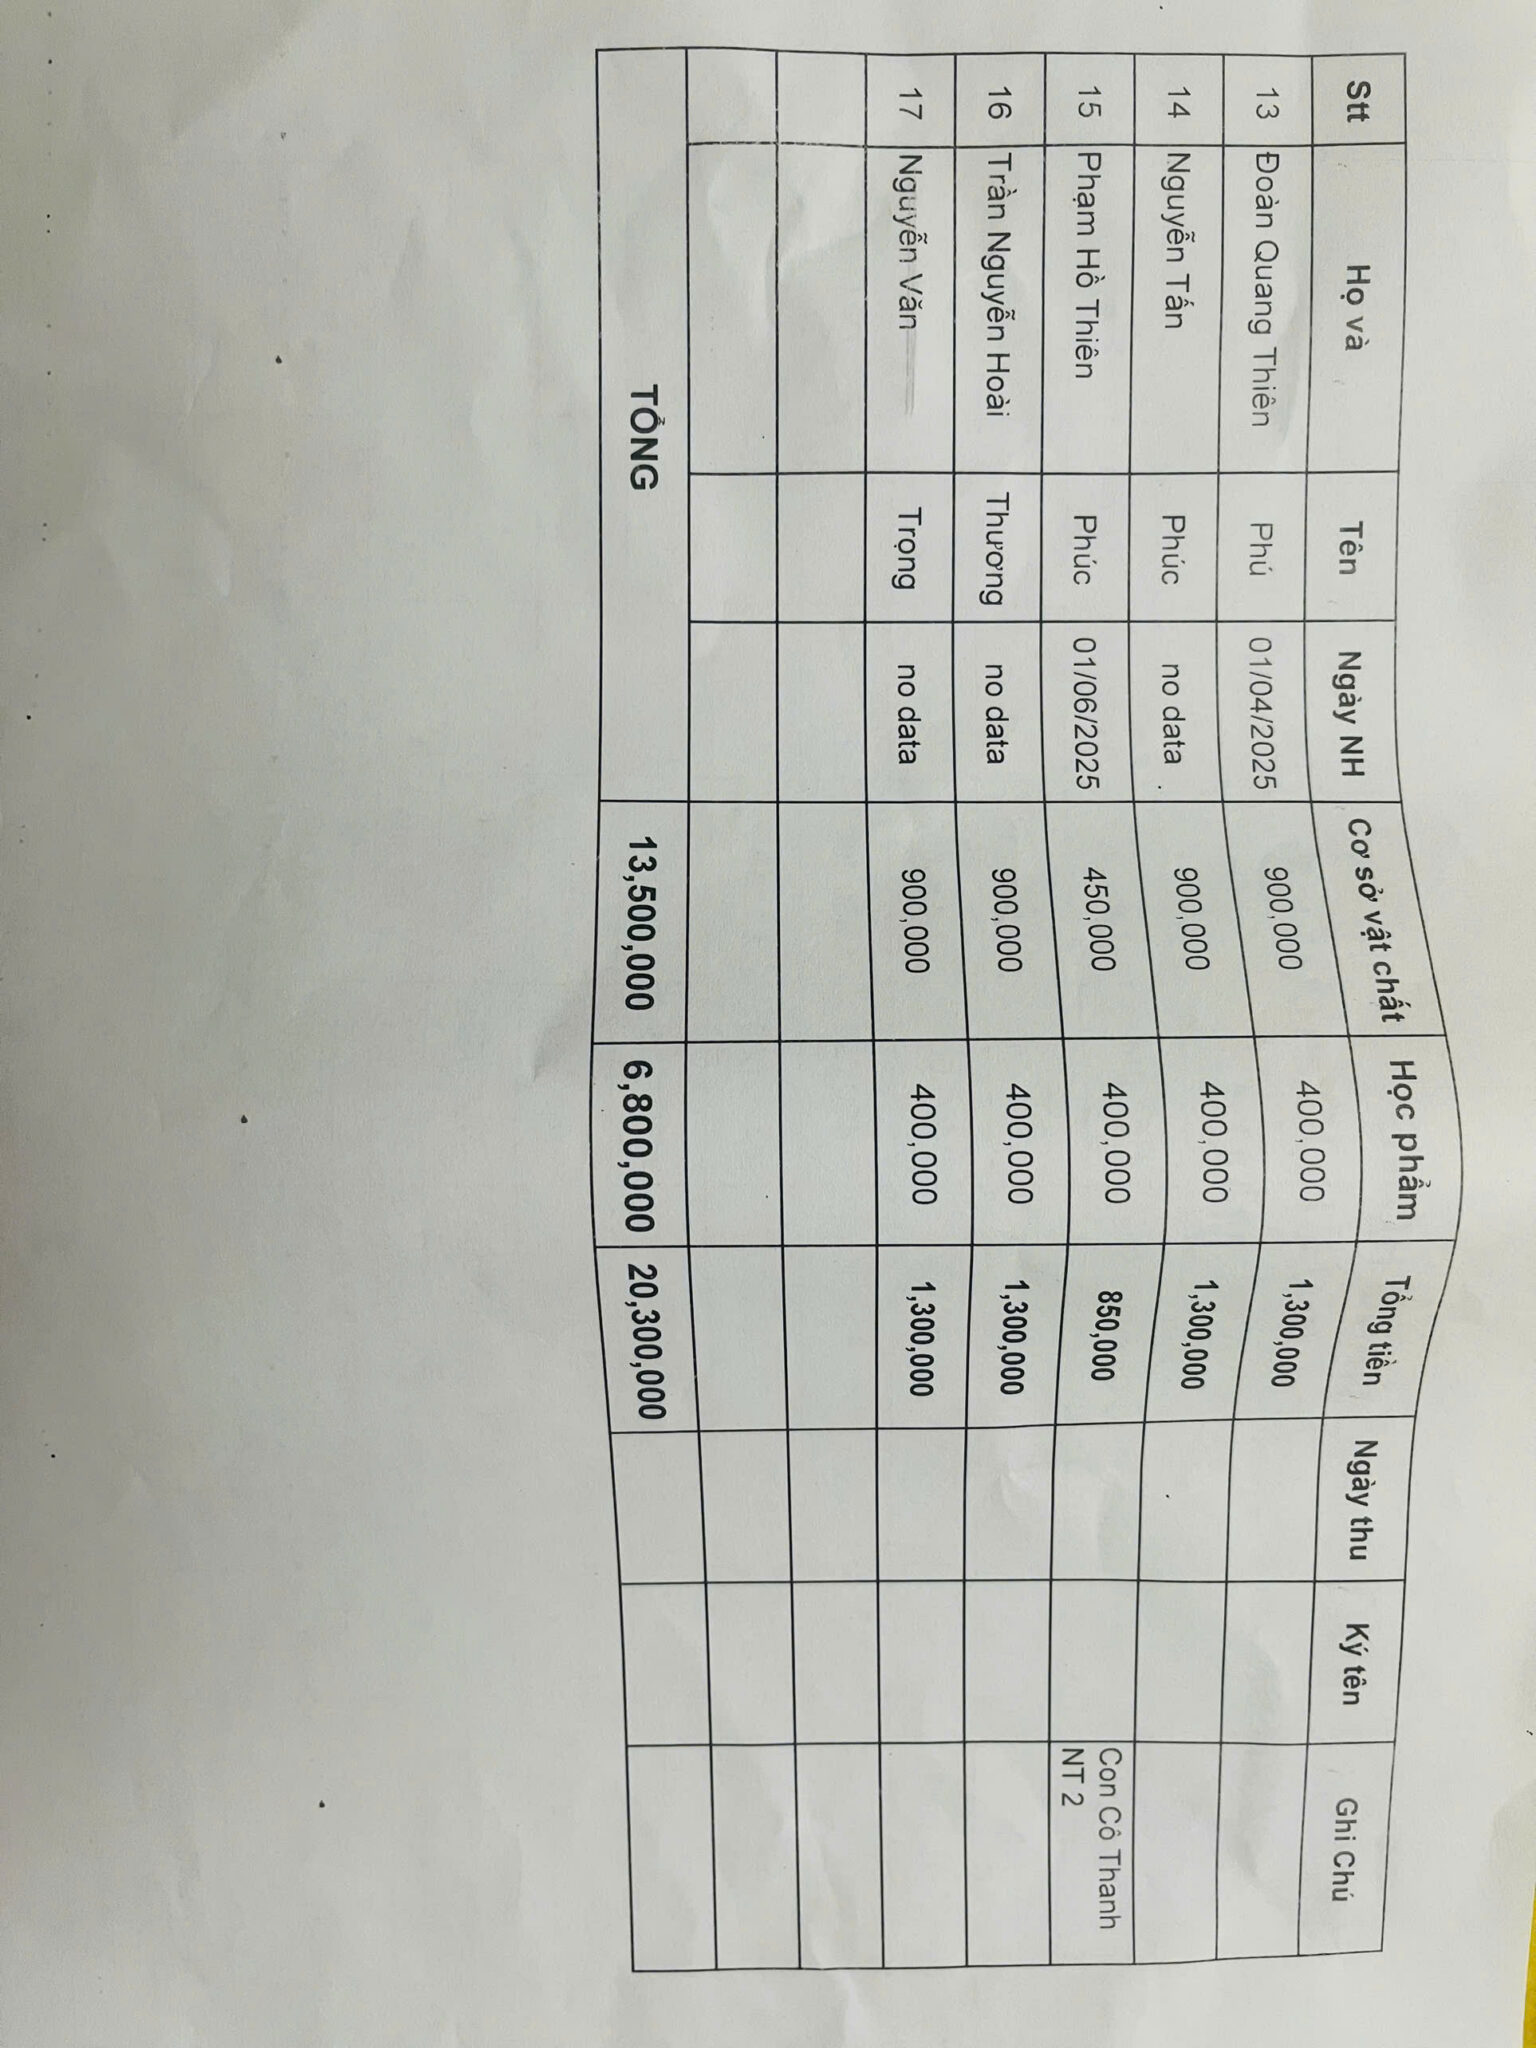 Stt Họ và Tên Ngày NH Cơ sở vật chất Học phẩm Tổng tiền Ngày thu Ký tên Ghi Chú
13 Đoàn Quang Thiên Phú 01/04/2025 900,000 400,000 1,300,000
14 Nguyễn Tấn Phúc no data 900,000 400,000 1,300,000
15 Phạm Hồ Thiên Phúc 01/06/2025 450,000 400,000 850,000 Con Cô Thanh
NT 2
16 Trần Nguyễn Hoài Thương no data 900,000 400,000 1,300,000
17 Nguyễn Văn Trọng no data 900,000 400,000 1,300,000
TỔNG 13,500,000 6,800,000 20,300,000